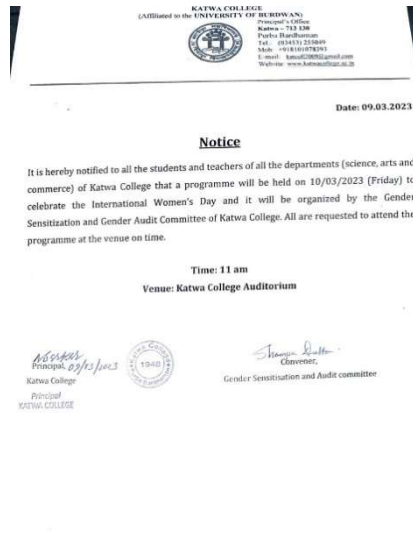 KATWA COLLEGE
(Affiliated to the UNIVERSITY OF BURDWAN)
Principal's Office
Katwa – 713 130
Purba Bardhaman
Tel.: (03453) 255049
Website www.katwacollege.ac.in
Date: 09.03.2023
Notice
It is hereby notified to all the students and teachers of all the departments (science, arts and
commerce) of Katwa College that a programme will be held on 10/03/2023 (Friday) to
celebrate the International Women's Day and it will be organized by the Gender
Sensitization and Gender Audit Committee of Katwa College. All are requested to attend the
programme at the venue on time.
Time: 11 am
Venue: Katwa College Auditorium
Principal, 09/03/2023
Katwa College
Principal
KATWA COLLEGE
1948
Convener,
Gender Sensitisation and Audit committee